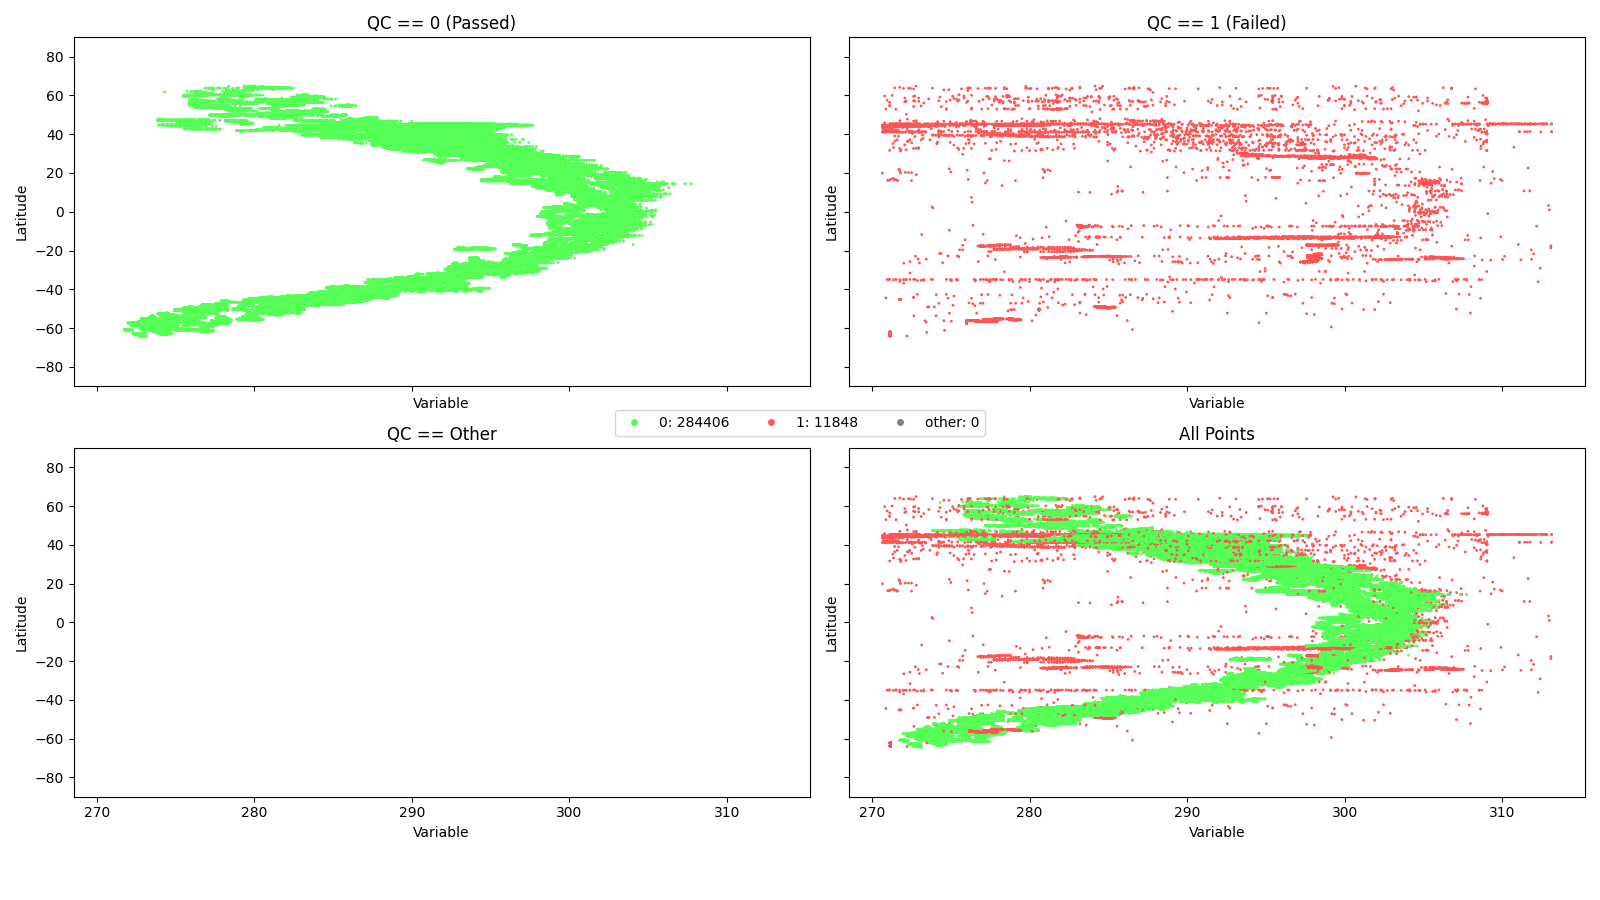 QC == 0 (Passed)
QC == 1 (Failed)
80
60
40
20
0
−20
−40
−60
−80
Latitude
Latitude
Variable
Variable
0: 284406 1: 11848 other: 0
QC == Other
All Points
80
60
40
20
0
−20
−40
−60
−80
Latitude
Latitude
270 280 290 300 310
270 280 290 300 310
Variable
Variable